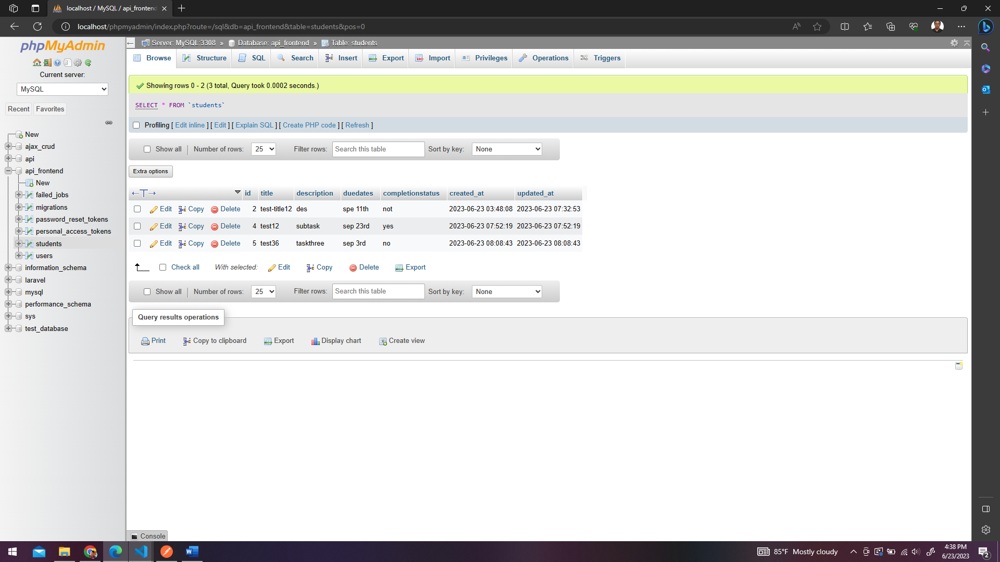 localhost / MySQL / api_frontend
localhost/phpmyadmin/index.php?route=/sql&db=api_frontend&table=students&pos=0
phpMyAdmin
Current server:
MySQL
Recent Favorites
New
ajax_crud
api
api_frontend
New
failed_jobs
migrations
password_reset_tokens
personal_access_tokens
students
users
information_schema
laravel
mysql
performance_schema
sys
test_database
Server: MySQL:3308 » Database: api_frontend » Table: students
Browse Structure SQL Search Insert Export Import Privileges Operations Triggers
Showing rows 0 - 2 (3 total, Query took 0.0002 seconds.)
SELECT * FROM `students`
Profiling [ Edit inline ] [ Edit ] [ Explain SQL ] [ Create PHP code ] [ Refresh ]
Show all Number of rows: 25 Filter rows: Search this table Sort by key: None
Extra options
←T→ id title description duedates completionstatus created_at updated_at
Edit Copy Delete 2 test-title12 des spe 11th not 2023-06-23 03:48:08 2023-06-23 07:32:53
Edit Copy Delete 4 test12 subtask sep 23rd yes 2023-06-23 07:52:19 2023-06-23 07:52:19
Edit Copy Delete 5 test36 taskthree sep 3rd no 2023-06-23 08:08:43 2023-06-23 08:08:43
Check all With selected: Edit Copy Delete Export
Show all Number of rows: 25 Filter rows: Search this table Sort by key: None
Query results operations
Print Copy to clipboard Export Display chart Create view
Console
85°F Mostly cloudy
4:38 PM
6/23/2023
2